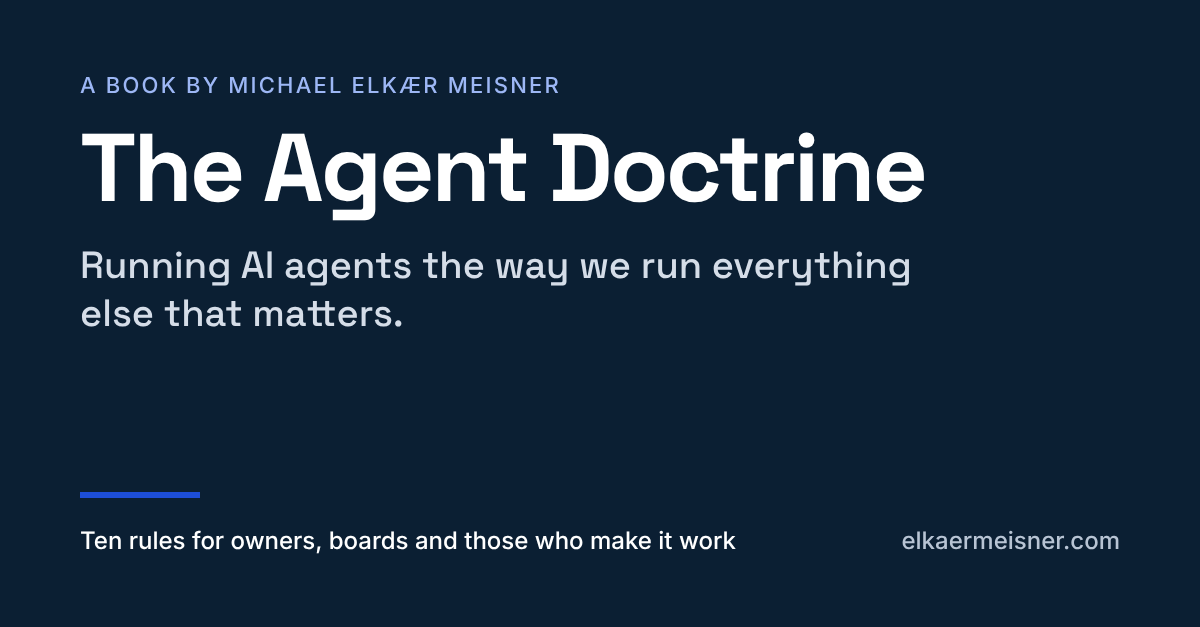 A BOOK BY MICHAEL ELKÆR MEISNER
The Agent Doctrine
Running AI agents the way we run everything
else that matters.
Ten rules for owners, boards and those who make it work
elkaermeisner.com